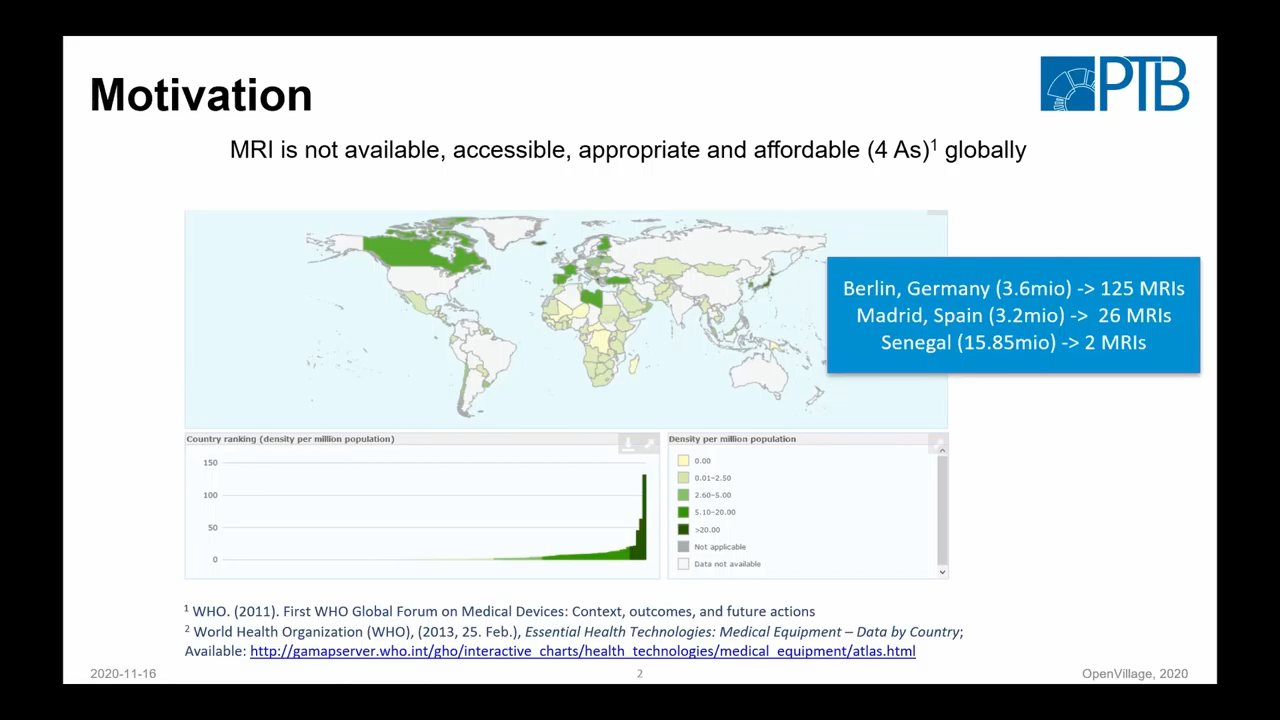 Motivation
PTB
MRI is not available, accessible, appropriate and affordable (4 As)¹ globally
Berlin, Germany (3.6mio) -> 125 MRIs
Madrid, Spain (3.2mio) -> 26 MRIs
Senegal (15.85mio) -> 2 MRIs
Country ranking (density per million population)
150
100
50
0
Density per million population
0.00
0.01-2.50
2.60-5.00
5.10-20.00
>20.00
Not applicable
Data not available
¹ WHO. (2011). First WHO Global Forum on Medical Devices: Context, outcomes, and future actions
² World Health Organization (WHO), (2013, 25. Feb.), Essential Health Technologies: Medical Equipment – Data by Country;
Available: http://gamapserver.who.int/gho/interactive_charts/health_technologies/medical_equipment/atlas.html
2020-11-16
2
OpenVillage, 2020